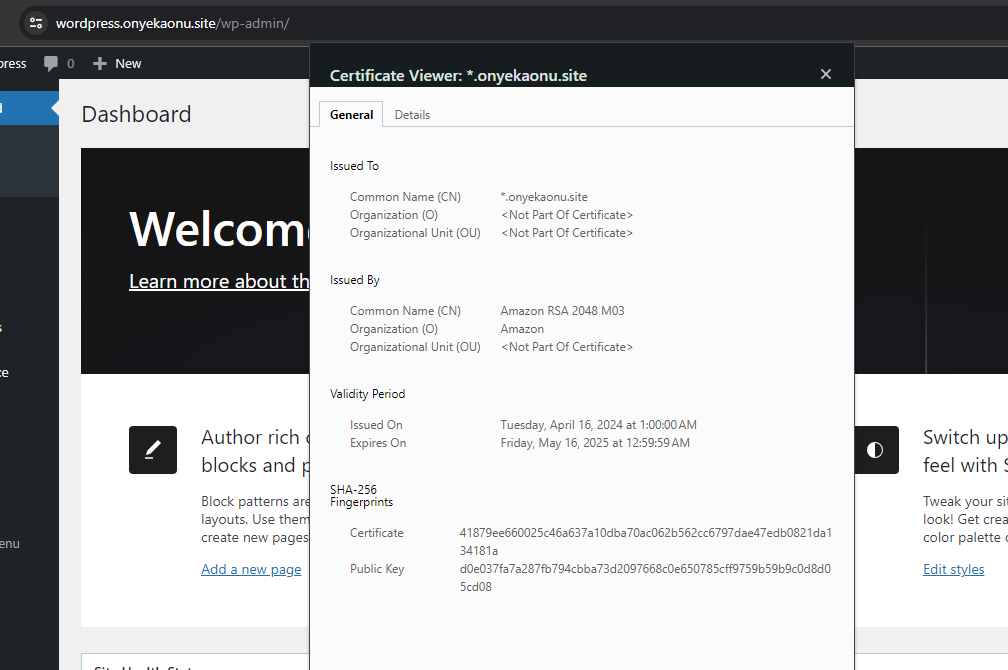 wordpress.onyekaonu.site/wp-admin/
press 0 New
Dashboard
Welcom
Learn more about th
Author rich
blocks and p
Block patterns are
layouts. Use them
create new pages
Add a new page
Switch up
feel with S
Tweak your sit
look! Get crea
color palette
Edit styles
enu
Certificate Viewer: *.onyekaonu.site
General Details
Issued To
Common Name (CN) *.onyekaonu.site
Organization (O) <Not Part Of Certificate>
Organizational Unit (OU) <Not Part Of Certificate>
Issued By
Common Name (CN) Amazon RSA 2048 M03
Organization (O) Amazon
Organizational Unit (OU) <Not Part Of Certificate>
Validity Period
Issued On Tuesday, April 16, 2024 at 1:00:00 AM
Expires On Friday, May 16, 2025 at 12:59:59 AM
SHA-256
Fingerprints
Certificate 41879ee660025c46a637a10dba70ac062b562cc6797dae47edb0821da1
34181a
Public Key d0e037fa7a287fb794cbba73d2097668c0e650785cff9759b59b9c0d8d0
5cd08